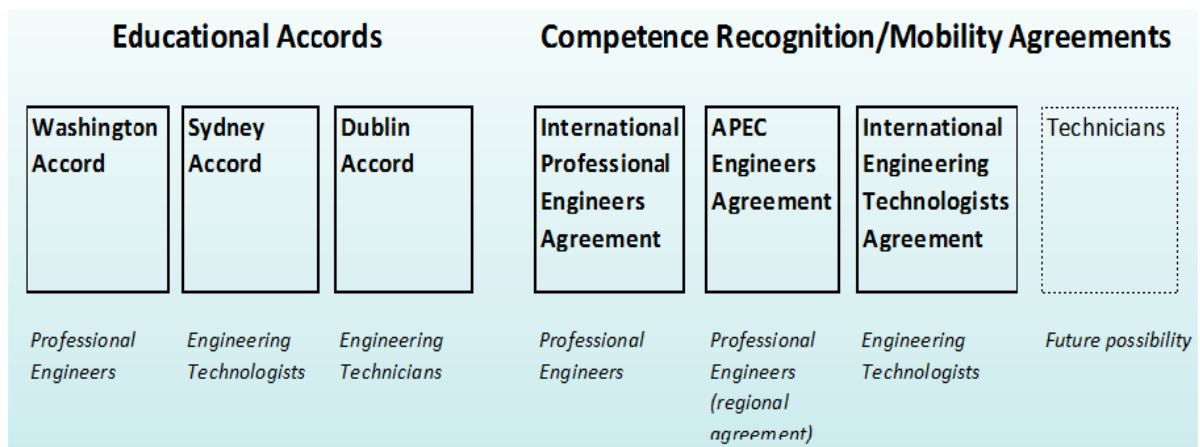 Educational Accords
Competence Recognition/Mobility Agreements
Washington
Accord
Sydney
Accord
Dublin
Accord
International
Professional
Engineers
Agreement
APEC
Engineers
Agreement
International
Engineering
Technologists
Agreement
Technicians
Professional
Engineers
Engineering
Technologists
Engineering
Technicians
Professional
Engineers
Professional
Engineers
(regional
agreement)
Engineering
Technologists
Future possibility